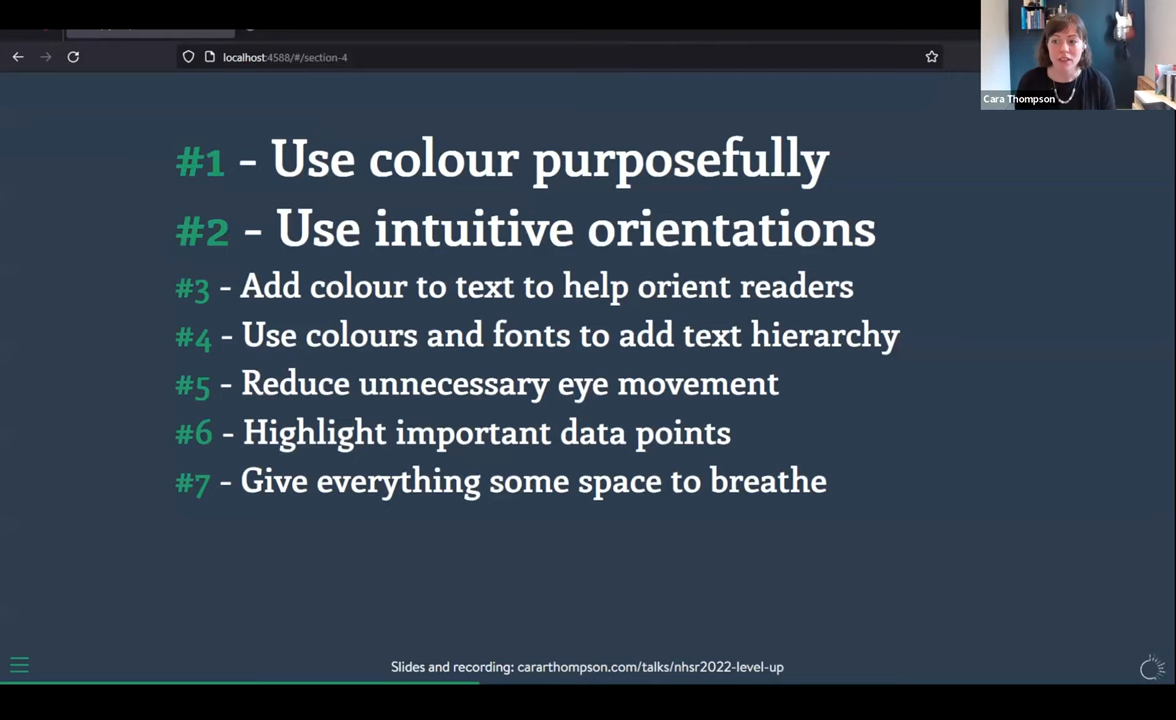 localhost:4588/#/section-4
Cara Thompson
#1 - Use colour purposefully
#2 - Use intuitive orientations
#3 - Add colour to text to help orient readers
#4 - Use colours and fonts to add text hierarchy
#5 - Reduce unnecessary eye movement
#6 - Highlight important data points
#7 - Give everything some space to breathe
Slides and recording: cararthompson.com/talks/nhsr2022-level-up